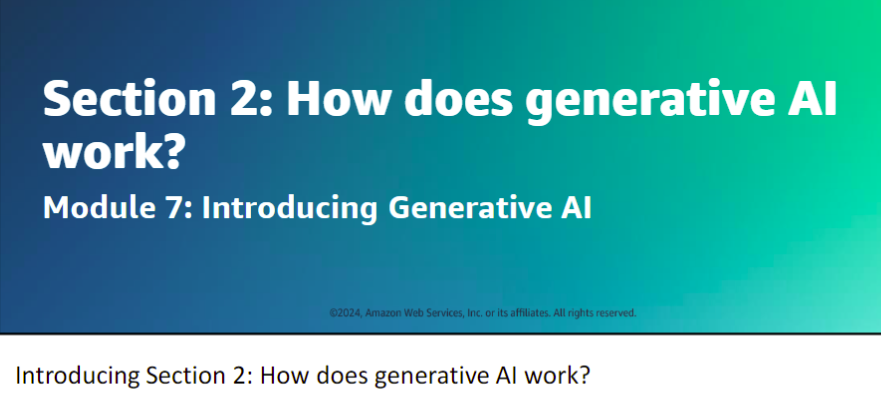 Section 2: How does generative AI
work?
Module 7: Introducing Generative AI
©2024, Amazon Web Services, Inc. or its affiliates. All rights reserved.
Introducing Section 2: How does generative AI work?